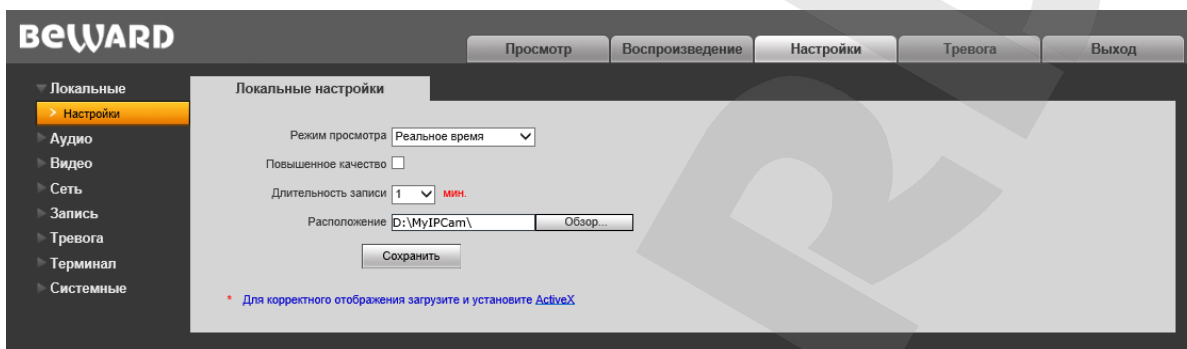 BEWARD
Просмотр Воспроизведение Настройки Тревога Выход
Локальные
Настройки
Аудио
Видео
Сеть
Запись
Тревога
Терминал
Системные
Локальные настройки
Режим просмотра Реальное время
Повышенное качество
Длительность записи 1 мин.
Расположение D:\MyIPCam\ Обзор...
Сохранить
* Для корректного отображения загрузите и установите ActiveX